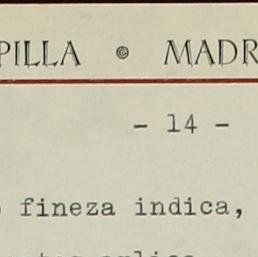 PILLA MADR
- 14 -
fineza indica,